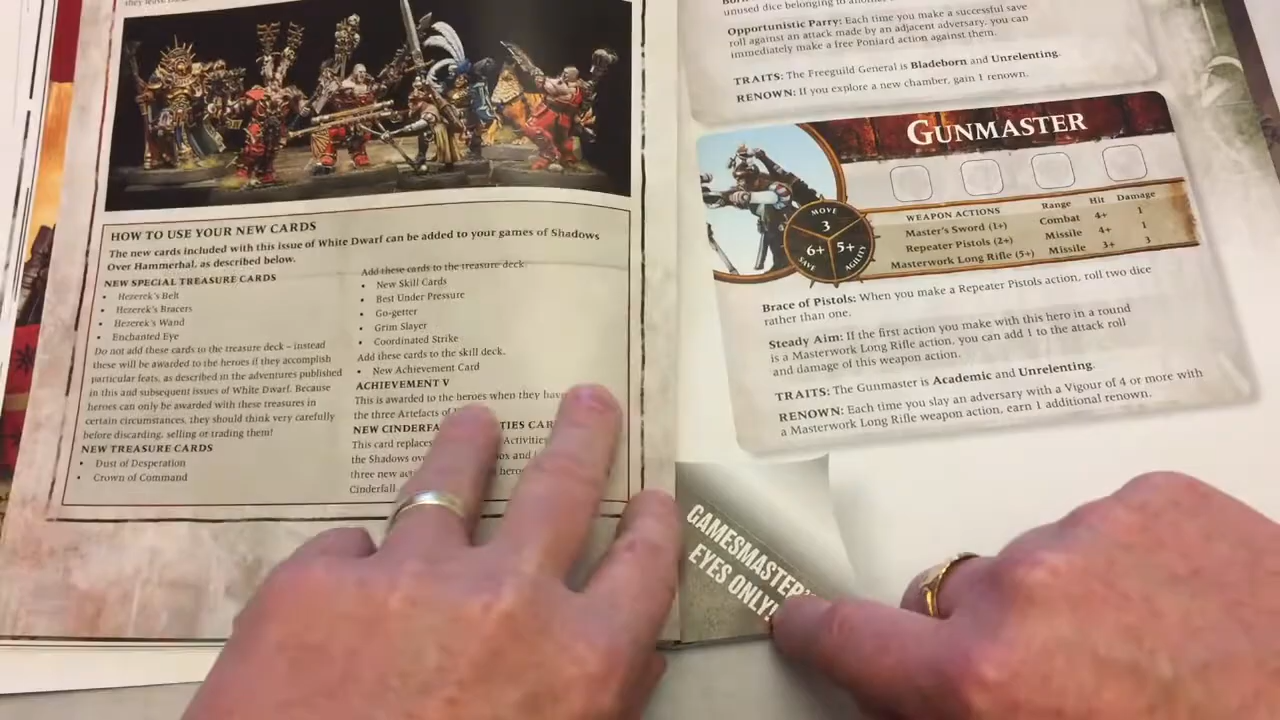 they leave
HOW TO USE YOUR NEW CARDS
The new cards included with this issue of White Dwarf can be added to your games of Shadows
Over Hammerhal, as described below.
NEW SPECIAL TREASURE CARDS
• Hezerek's Belt
• Hezerek's Bracers
• Hezerek's Wand
• Enchanted Eye
Do not add these cards to the treasure deck – instead
these will be awarded to the heroes if they accomplish
particular feats, as described in the adventures published
in this and subsequent issues of White Dwarf. Because
heroes can only be awarded with these treasures in
certain circumstances, they should think very carefully
before discarding, selling or trading them!
NEW TREASURE CARDS
• Dust of Desperation
• Crown of Command
Add these cards to the treasure deck.
• New Skill Cards
• Best Under Pressure
• Go-getter
• Grim Slayer
• Coordinated Strike
Add these cards to the skill deck.
• New Achievement Card
ACHIEVEMENT V
This is awarded to the heroes when they have
the three Artefacts of
NEW CINDERFA TIES CAR
This card replaces Activities
the Shadows ov ox and
three new act hero
Cinderfall
unused dice belonging to another
Opportunistic Parry: Each time you make a successful save
roll against an attack made by an adjacent adversary, you can
immediately make a free Poniard action against them.
TRAITS: The Freeguild General is Bladeborn and Unrelenting.
RENOWN: If you explore a new chamber, gain 1 renown.
GUNMASTER
MOVE
3
6+ SAVE
5+ AGILITY
WEAPON ACTIONS Range Hit Damage
Master's Sword (1+) Combat 4+ 1
Repeater Pistols (2+) Missile 4+ 1
Masterwork Long Rifle (5+) Missile 3+ 3
Brace of Pistols: When you make a Repeater Pistols action, roll two dice
rather than one.
Steady Aim: If the first action you make with this hero in a round
is a Masterwork Long Rifle action, you can add 1 to the attack roll
and damage of this weapon action.
TRAITS: The Gunmaster is Academic and Unrelenting.
RENOWN: Each time you slay an adversary with a Vigour of 4 or more with
a Masterwork Long Rifle weapon action, earn 1 additional renown.
GAMESMASTER'
EYES ONLY!